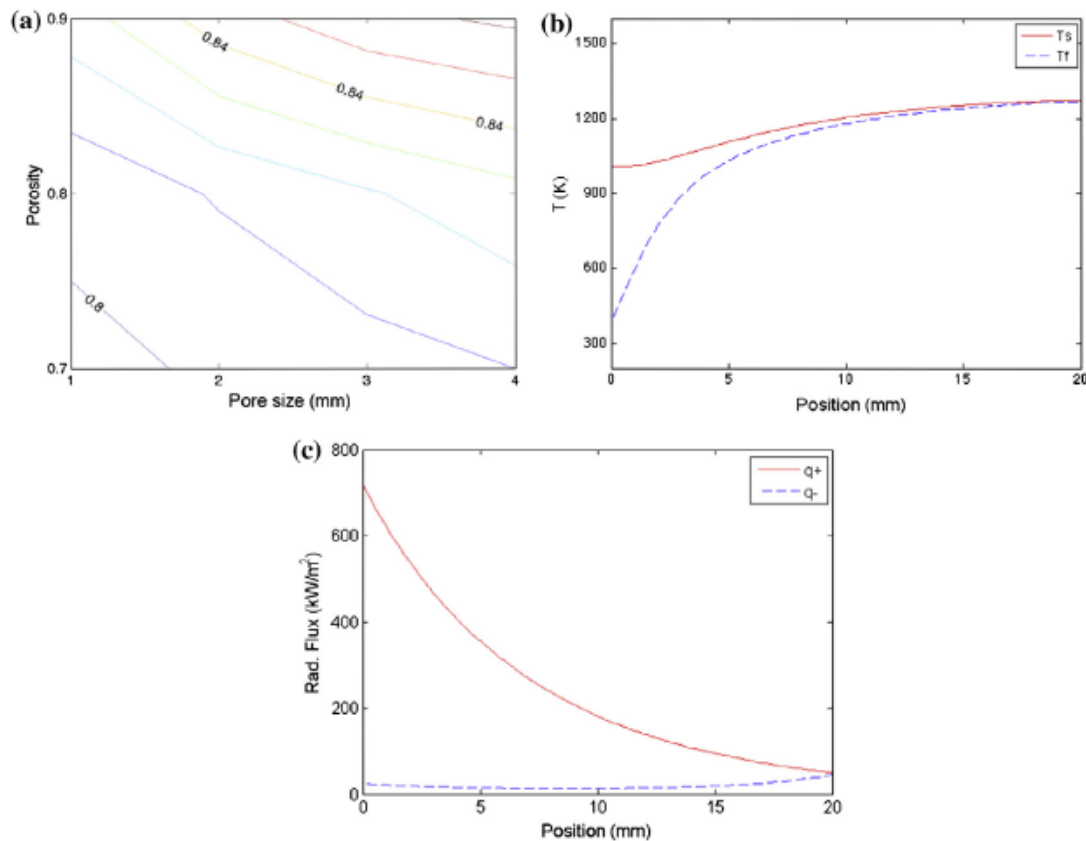 (a)
0.9
0.8
0.7
Porosity
0.84
0.84
0.84
0.8
1
2
3
4
Pore size (mm)
(b)
1500
1200
900
600
300
T (K)
Ts
Tf
0
5
10
15
20
Position (mm)
(c)
800
600
400
200
0
Rad. Flux (kW/m²)
q+
q-
0
5
10
15
20
Position (mm)